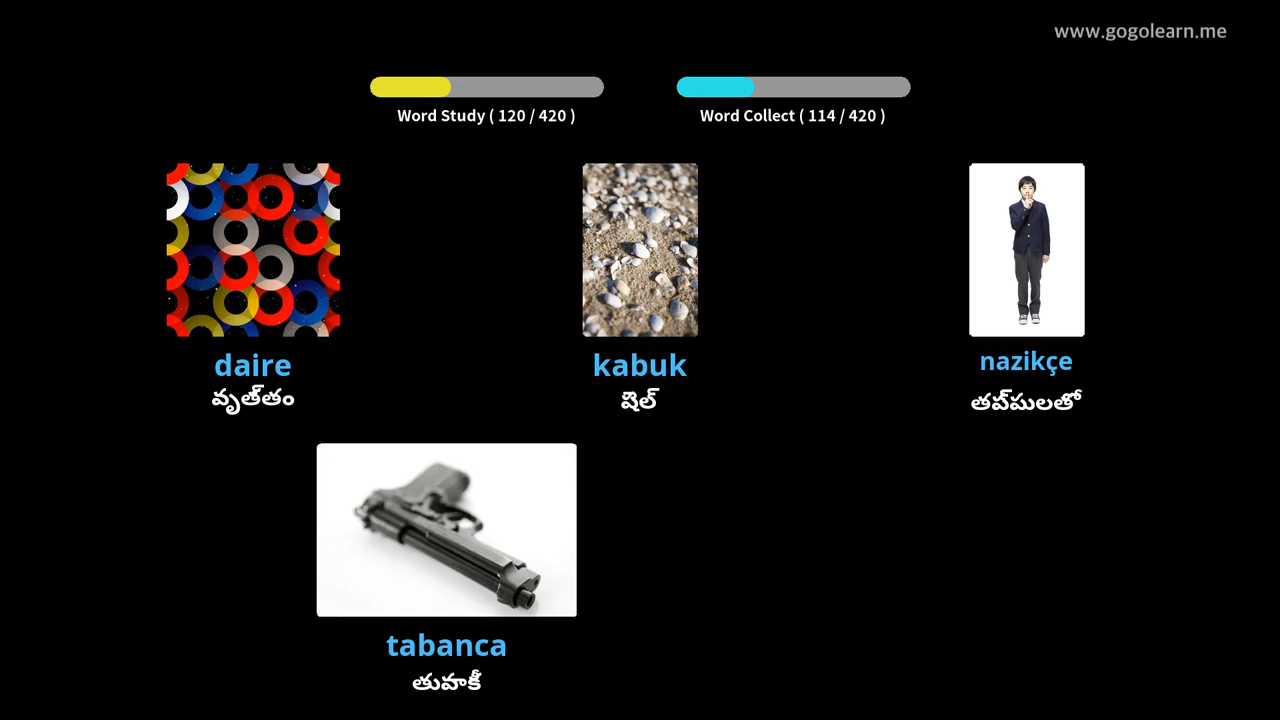 www.gogolearn.me
Word Study ( 120 / 420 )
Word Collect ( 114 / 420 )
daire
వృత్తం
kabuk
షెల్
nazikçe
తప్పులతో
tabanca
తుపాకీ